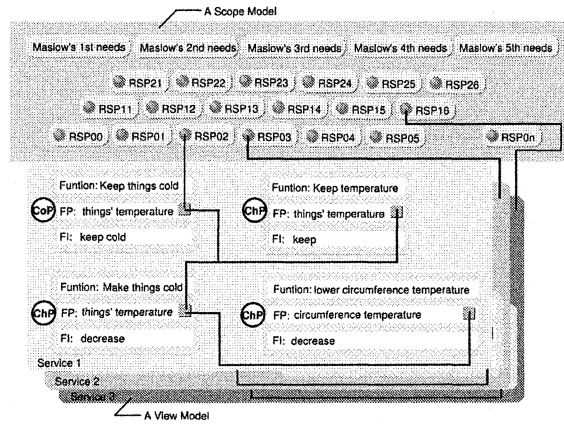 A Scope Model
Maslow's 1st needs Maslow's 2nd needs Maslow's 3rd needs Maslow's 4th needs Maslow's 5th needs
RSP21 RSP22 RSP23 RSP24 RSP25 RSP26
RSP11 RSP12 RSP13 RSP14 RSP15 RSP16
RSP00 RSP01 RSP02 RSP03 RSP04 RSP05 RSP0n
Funtion: Keep things cold
CoP FP: things' temperature
FI: keep cold
Funtion: Keep temperature
ChP FP: things' temperature
FI: keep
Funtion: Make things cold
ChP FP: things' temperature
FI: decrease
Funtion: lower circumference temperature
ChP FP: circumference temperature
FI: decrease
Service 1
Service 2
Service 3
A View Model